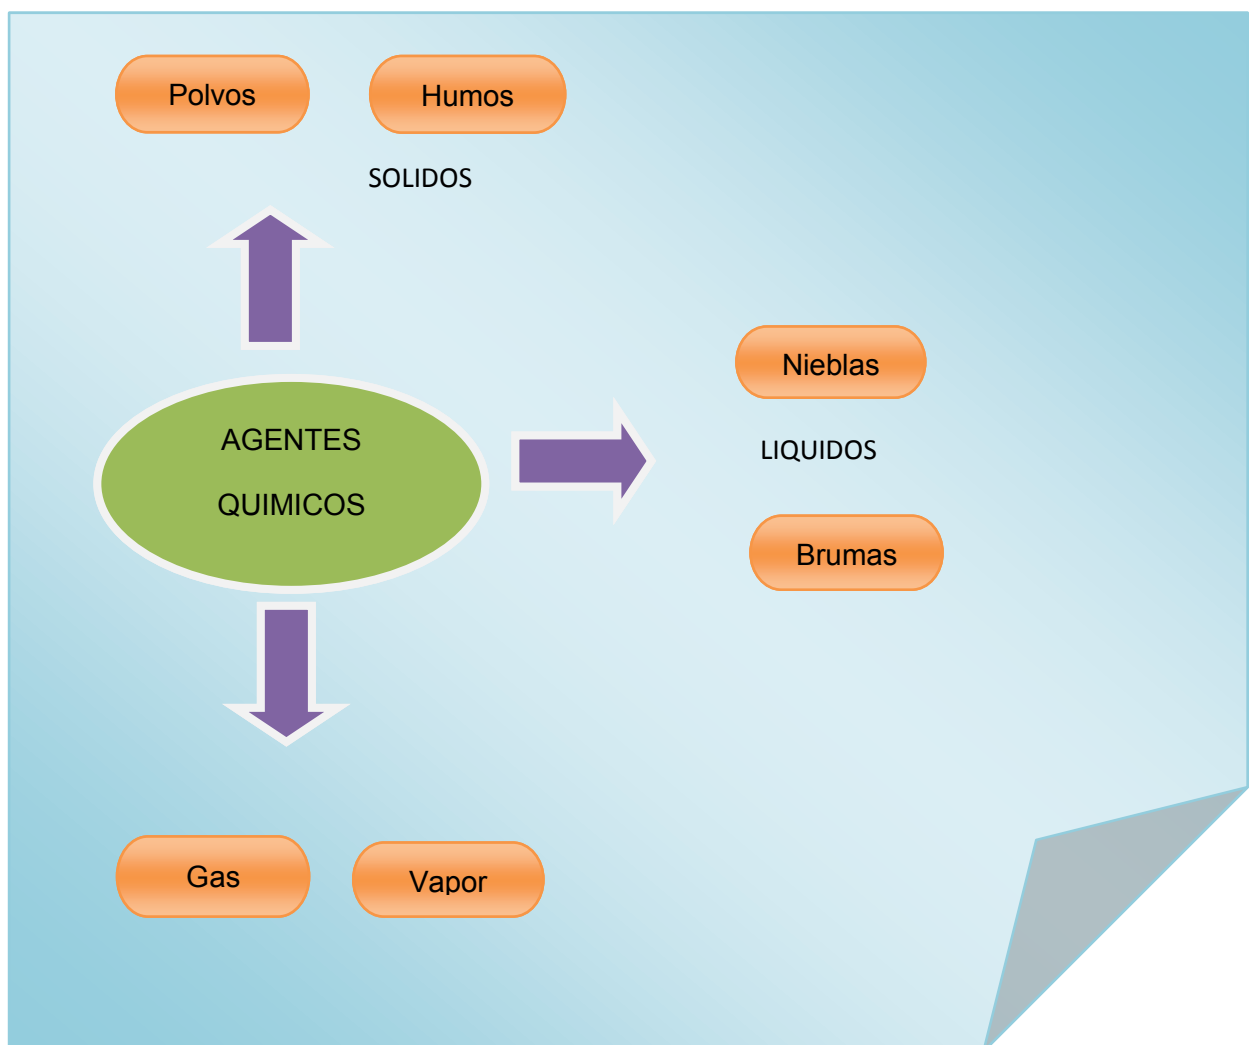 Polvos
Humos
SOLIDOS
Nieblas
AGENTES
LIQUIDOS
QUIMICOS
Brumas
Gas
Vapor